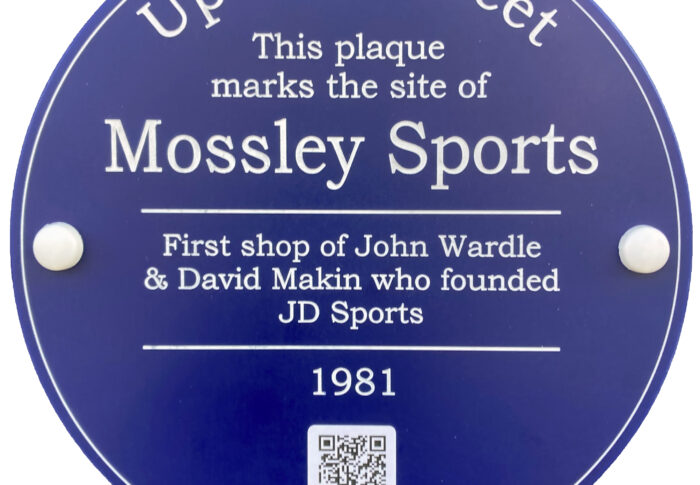 This plaque
marks the site of
Mossley Sports
First shop of John Wardle
& David Makin who founded
JD Sports
1981